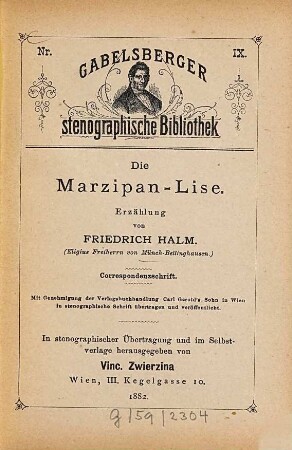 Nr.
IX.
GABELSBERGER
stenographische Bibliothek
Die
Marzipan-Lise.
Erzählung
von
FRIEDRICH HALM.
(Eligius Freiherrn von Münch-Bellinghausen.)
Correspondenzschrift.
Mit Genehmigung der Verlagsbuchhandlung Carl Gerold's Sohn in Wien
in stenographische Schrift übertragen und veröffentlicht.
In stenographischer Übertragung und im Selbst-
verlage herausgegeben von
Vinc. Zwierzina
Wien, III. Kegelgasse 10.
1882.
g/59/2304